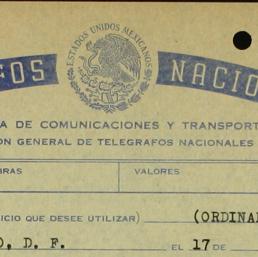 ESTADOS UNIDOS MEXICANOS
FOS NACIO
A DE COMUNICACIONES Y TRANSPORT
ON GENERAL DE TELEGRAFOS NACIONALES
BRAS VALORES
ICIO QUE DESEE UTILIZAR) (ORDINA
O, D. F. EL 17 DE